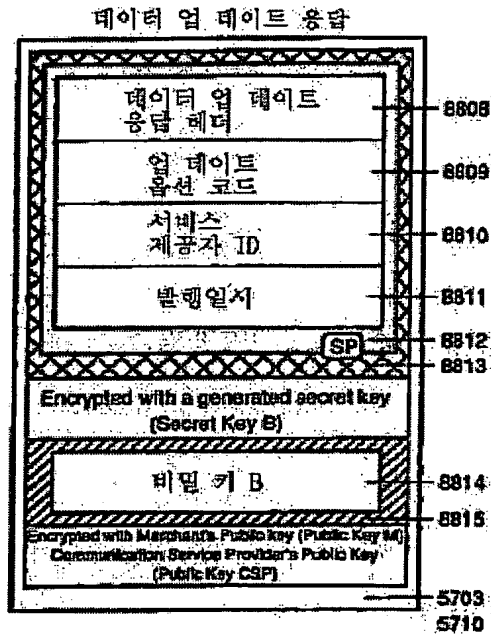 데이터 업 데이트 응답
데이터 업 데이트
응답 헤더
8808
업 데이트
옵션 코드
8809
서비스
제공자 ID
8810
발행일시
8811
SP
8812
8813
Encrypted with a generated secret key
(Secret Key B)
비밀 키 B
8814
8815
Encrypted with Merchant's Public key (Public Key M)
Communication Service Provider's Public Key
(Public Key CSP)
5703
5710